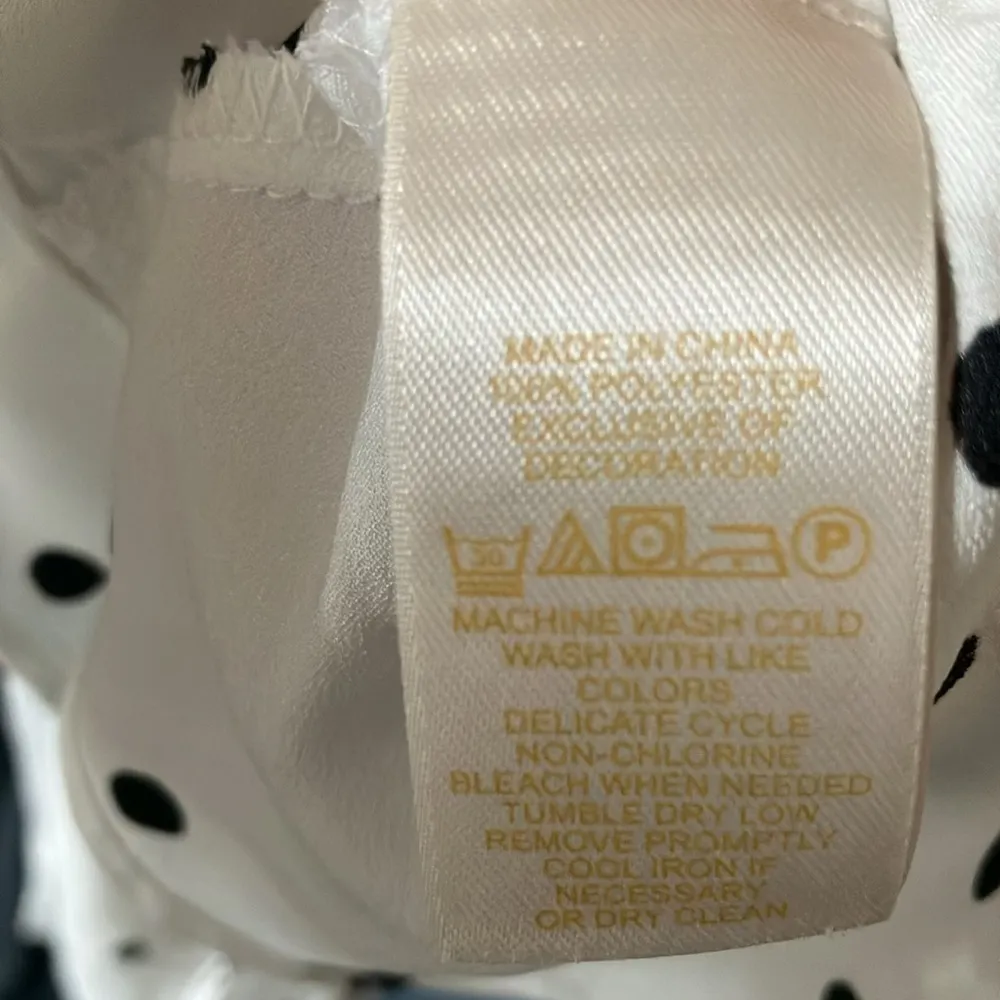 MADE IN CHINA
100% POLYESTER
EXCLUSIVE OF
DECORATION
30 P
MACHINE WASH COLD
WASH WITH LIKE
COLORS
DELICATE CYCLE
NON-CHLORINE
BLEACH WHEN NEEDED
TUMBLE DRY LOW
REMOVE PROMPTLY
COOL IRON IF
NECESSARY
OR DRY CLEAN